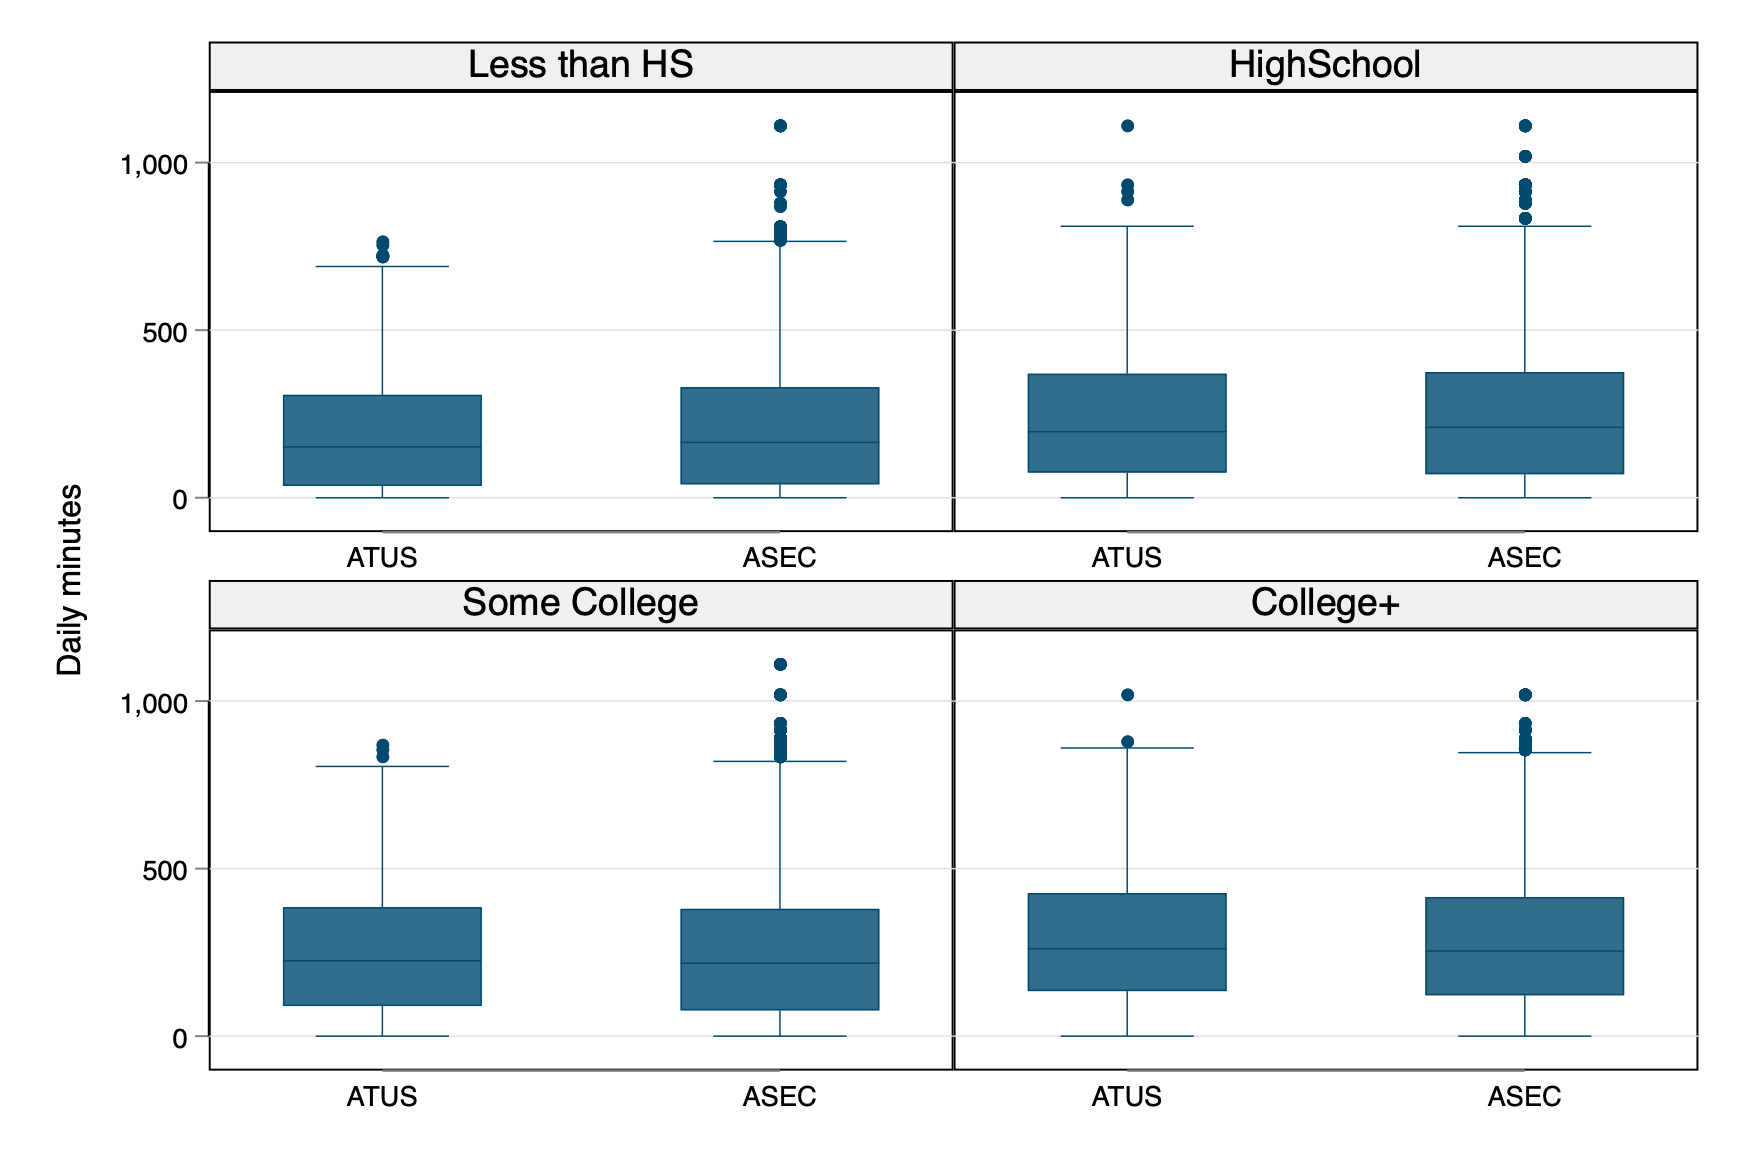 Less than HS
HighSchool
1,000
500
0
ATUS
ASEC
ATUS
ASEC
Daily minutes
Some College
College+
1,000
500
0
ATUS
ASEC
ATUS
ASEC